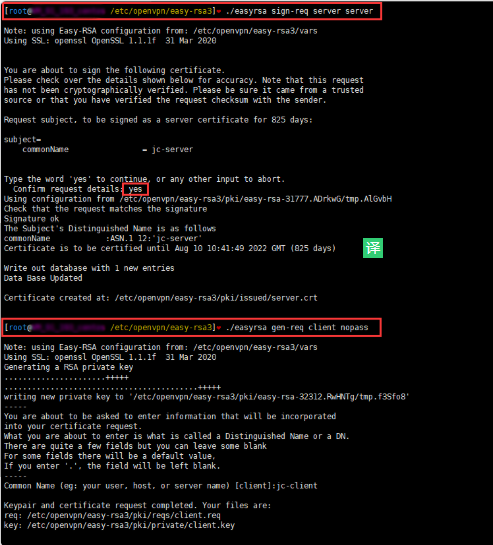 [root@ /etc/openvpn/easy-rsa3]# ./easyrsa sign-req server server
Note: using Easy-RSA configuration from: /etc/openvpn/easy-rsa3/vars
Using SSL: openssl OpenSSL 1.1.1f  31 Mar 2020
You are about to sign the following certificate.
Please check over the details shown below for accuracy. Note that this request
has not been cryptographically verified. Please be sure it came from a trusted
source or that you have verified the request checksum with the sender.
Request subject, to be signed as a server certificate for 825 days:
subject=
commonName                = jc-server
Type the word 'yes' to continue, or any other input to abort.
Confirm request details: yes
Using configuration from /etc/openvpn/easy-rsa3/pki/easy-rsa-31777.ADrkwG/tmp.AlGvbH
Check that the request matches the signature
Signature ok
The Subject's Distinguished Name is as follows
commonName            :ASN.1 12:'jc-server'
Certificate is to be certified until Aug 10 10:41:49 2022 GMT (825 days)
译
Write out database with 1 new entries
Data Base Updated
Certificate created at: /etc/openvpn/easy-rsa3/pki/issued/server.crt
[root@ /etc/openvpn/easy-rsa3]# ./easyrsa gen-req client nopass
Note: using Easy-RSA configuration from: /etc/openvpn/easy-rsa3/vars
Using SSL: openssl OpenSSL 1.1.1f  31 Mar 2020
Generating a RSA private key
......................+++++
..........................................+++++
writing new private key to '/etc/openvpn/easy-rsa3/pki/easy-rsa-32312.RwHNTg/tmp.f3Sfo8'
-----
You are about to be asked to enter information that will be incorporated
into your certificate request.
What you are about to enter is what is called a Distinguished Name or a DN.
There are quite a few fields but you can leave some blank
For some fields there will be a default value,
If you enter '.', the field will be left blank.
-----
Common Name (eg: your user, host, or server name) [client]:jc-client
Keypair and certificate request completed. Your files are:
req: /etc/openvpn/easy-rsa3/pki/reqs/client.req
key: /etc/openvpn/easy-rsa3/pki/private/client.key